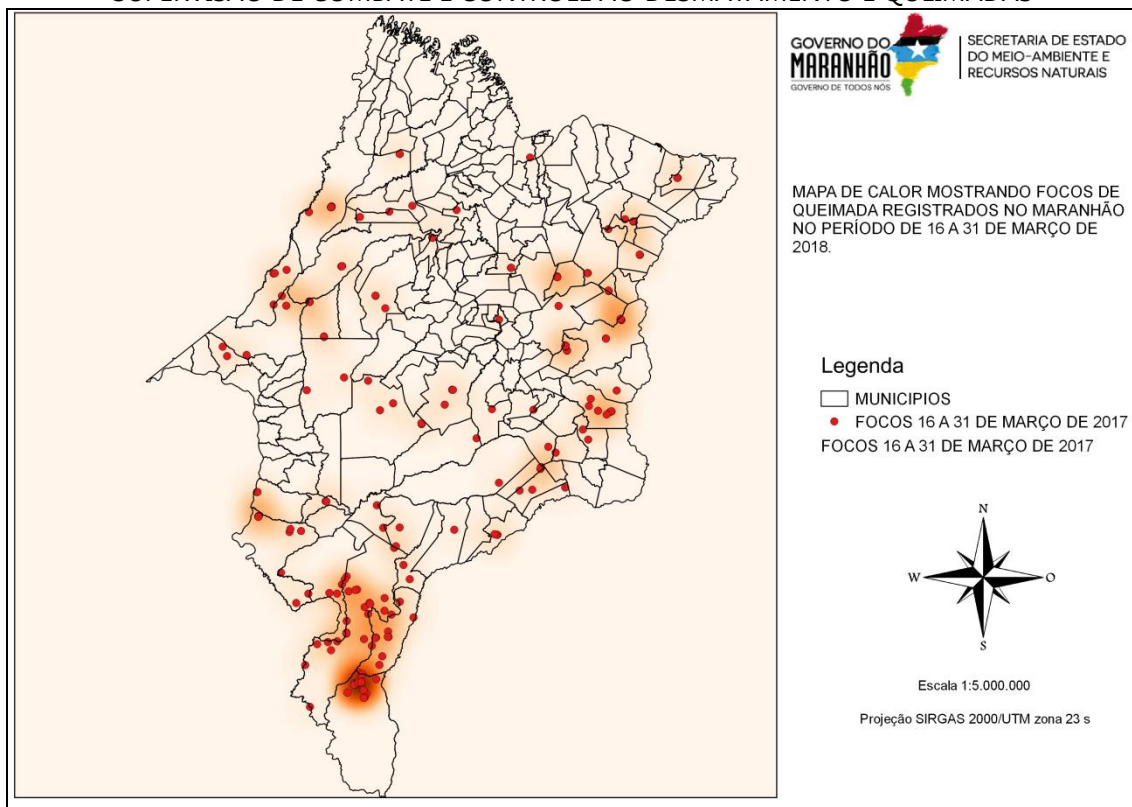 GOVERNO DO
MARANHÃO
GOVERNO DE TODOS NÓS
SECRETARIA DE ESTADO
DO MEIO-AMBIENTE E
RECURSOS NATURAIS
MAPA DE CALOR MOSTRANDO FOCOS DE
QUEIMADA REGISTRADOS NO MARANHÃO
NO PERÍODO DE 16 A 31 DE MARÇO DE
2018.
Legenda
MUNICIPIOS
FOCOS 16 A 31 DE MARÇO DE 2017
FOCOS 16 A 31 DE MARÇO DE 2017
N
W
O
S
Escala 1:5.000.000
Projeção SIRGAS 2000/UTM zona 23 s